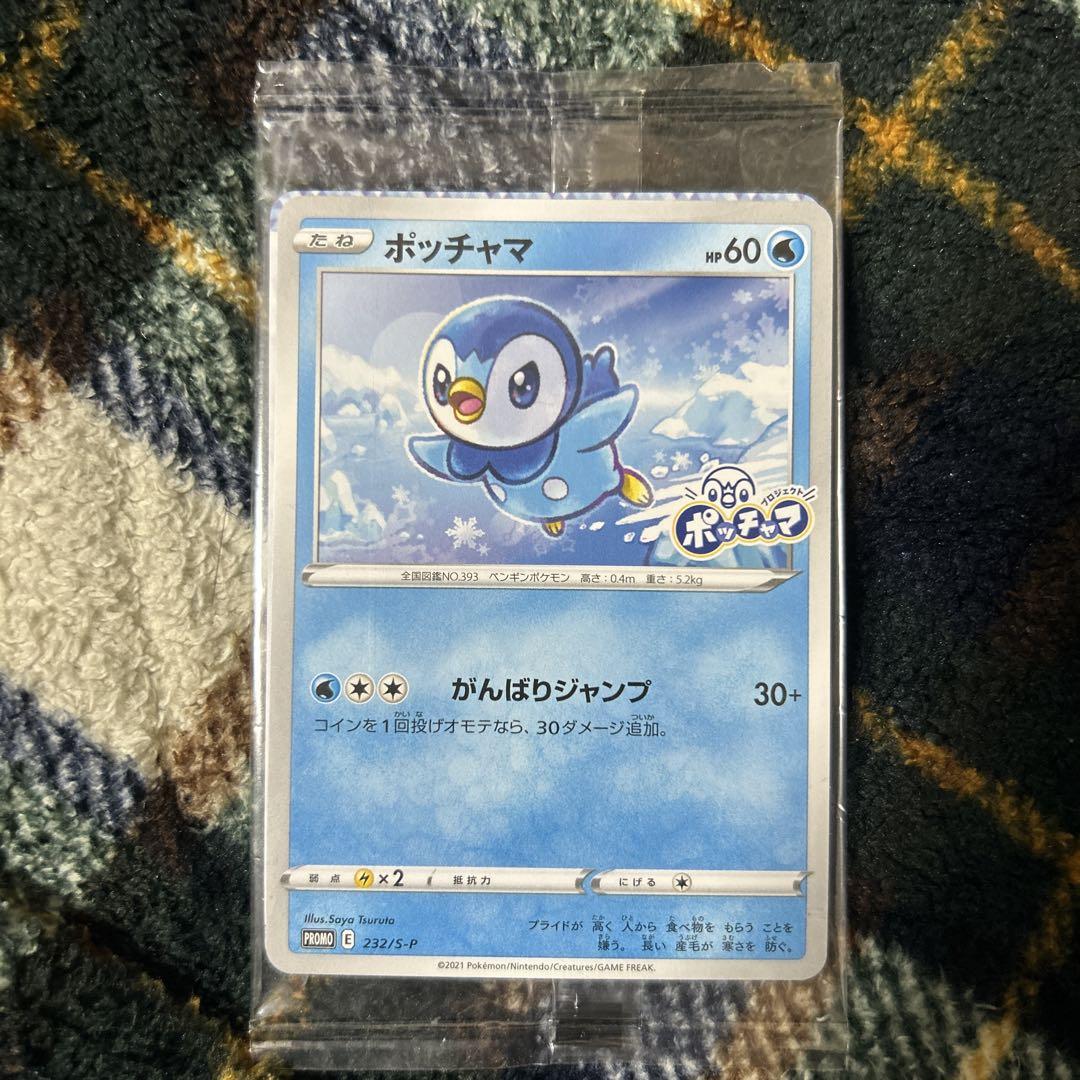 たね ポッチャマ HP60
プロジェクト
ポッチャマ
全国図鑑NO.393 ペンギンポケモン 高さ:0.4m 重さ:5.2kg
がんばりジャンプ 30+
コインを1回投げオモテなら、30ダメージ追加。
弱点 ×2 抵抗力 にげる
Illus.Saya Tsuruta
プライドが 高く 人から 食べ物を もらう ことを
嫌う。長い 産毛が 寒さを 防ぐ。
PROMO E 232/S-P
©2021 Pokémon/Nintendo/Creatures/GAME FREAK.